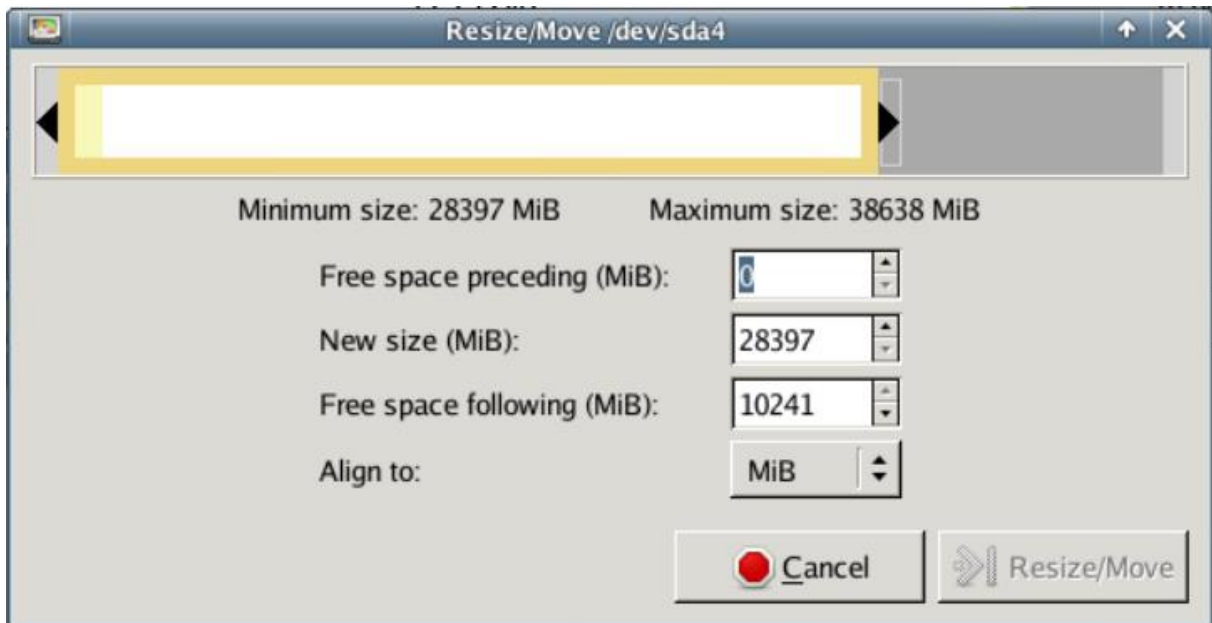 Resize/Move /dev/sda4
Minimum size: 28397 MiB Maximum size: 38638 MiB
Free space preceding (MiB): 0
New size (MiB): 28397
Free space following (MiB): 10241
Align to: MiB
Cancel Resize/Move